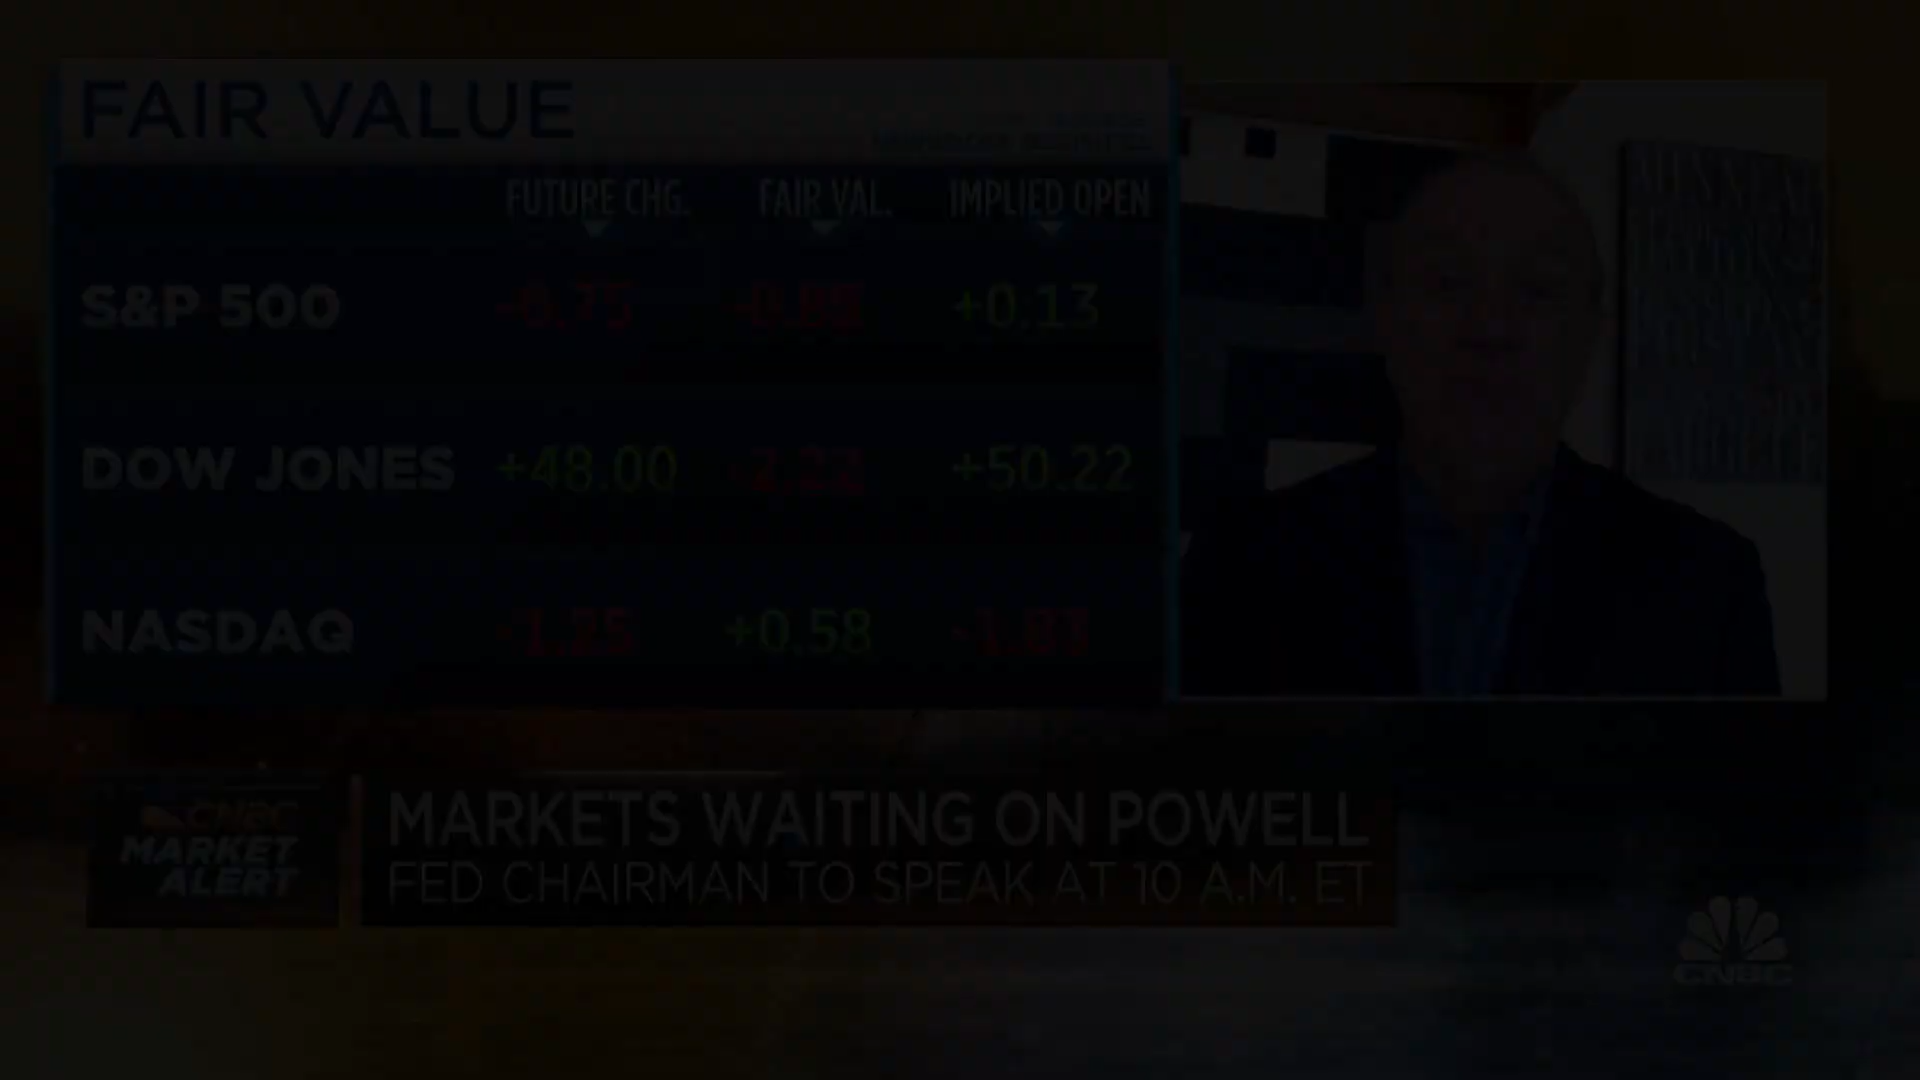 FAIR VALUE
FUTURE CHG. FAIR VAL. IMPLIED OPEN
S&P 500 -0.75 +0.13
DOW JONES +48.00 -2.22 +50.22
NASDAQ -1.25 +0.58 -1.83
CNBC
MARKET
ALERT
MARKETS WAITING ON POWELL
FED CHAIRMAN TO SPEAK AT 10 A.M. ET
CNBC